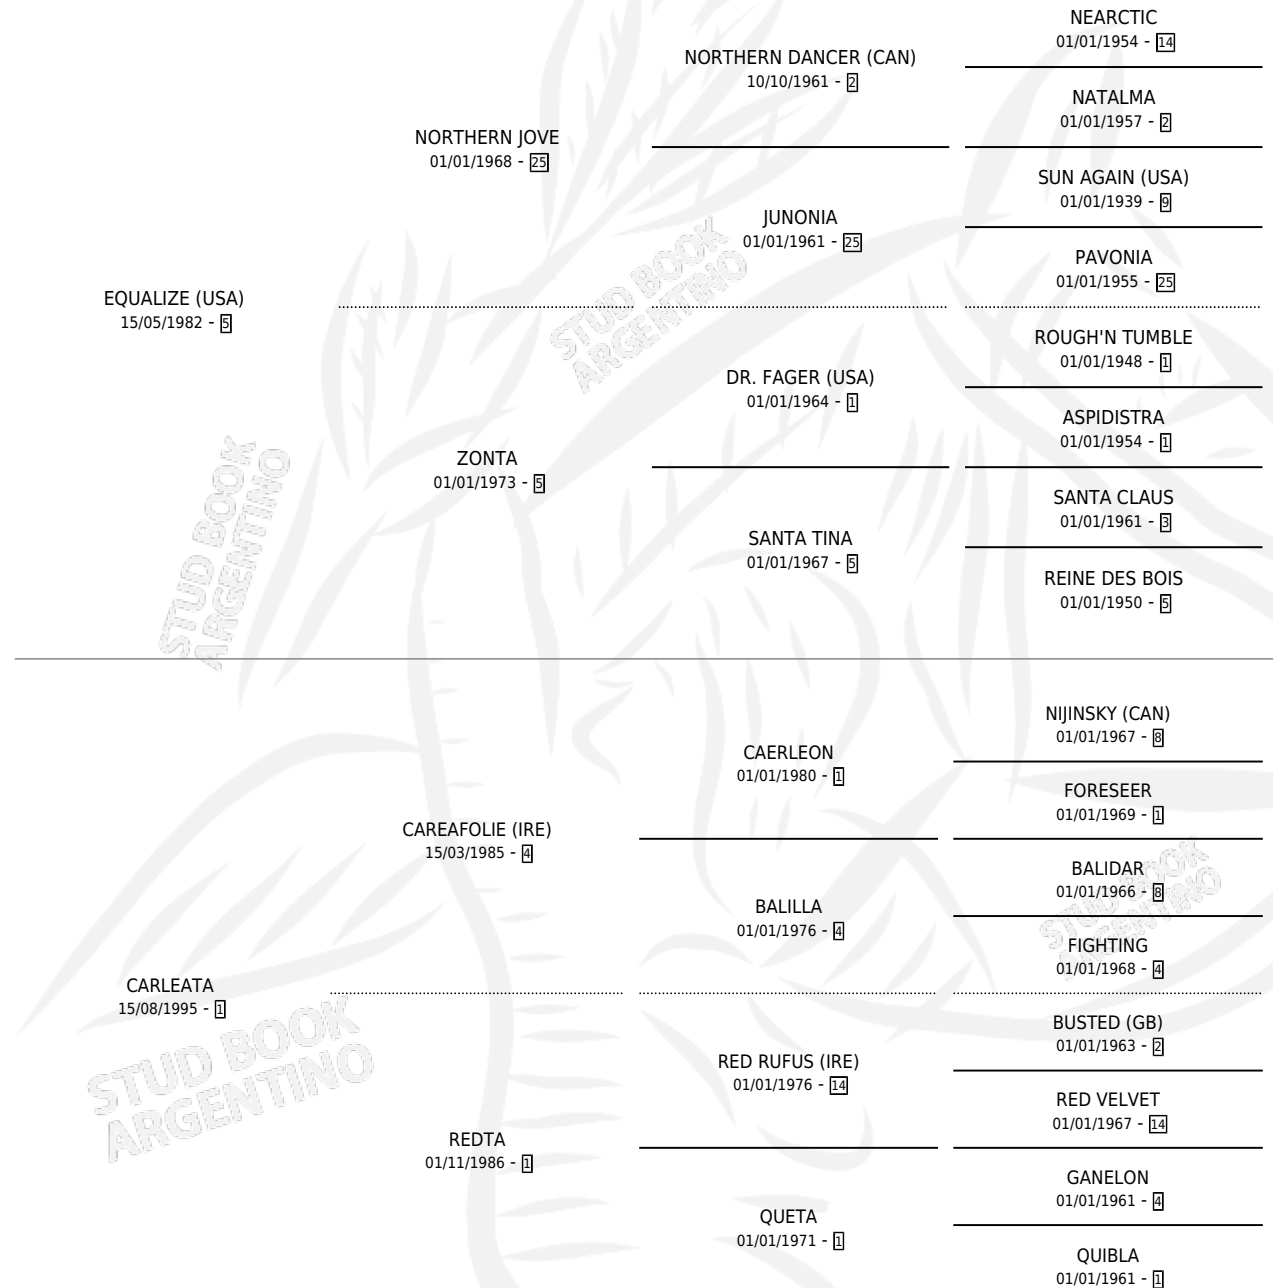 NEARCTIC
01/01/1954 - 14
NORTHERN DANCER (CAN)
10/10/1961 - 2
NATALMA
01/01/1957 - 2
NORTHERN JOVE
01/01/1968 - 25
SUN AGAIN (USA)
01/01/1939 - 9
JUNONIA
01/01/1961 - 25
PAVONIA
01/01/1955 - 25
EQUALIZE (USA)
15/05/1982 - 5
STUD BOOK
ARGENTINO
ROUGH'N TUMBLE
01/01/1948 - 1
DR. FAGER (USA)
01/01/1964 - 1
ASPIDISTRA
01/01/1954 - 1
ZONTA
01/01/1973 - 5
SANTA CLAUS
01/01/1961 - 3
SANTA TINA
01/01/1967 - 5
REINE DES BOIS
01/01/1950 - 5
STUD BOOK
ARGENTINO
NIJINSKY (CAN)
01/01/1967 - 8
CAERLEON
01/01/1980 - 1
FORESEER
01/01/1969 - 1
CAREAFOLIE (IRE)
15/03/1985 - 4
BALIDAR
01/01/1966 - 8
BALILLA
01/01/1976 - 4
STUD BOOK
ARGENTINO
FIGHTING
01/01/1968 - 4
CARLEATA
15/08/1995 - 1
BUSTED (GB)
01/01/1963 - 2
RED RUFUS (IRE)
01/01/1976 - 14
STUD BOOK
ARGENTINO
RED VELVET
01/01/1967 - 14
REDTA
01/11/1986 - 1
GANELON
01/01/1961 - 4
QUETA
01/01/1971 - 1
QUIBLA
01/01/1961 - 1